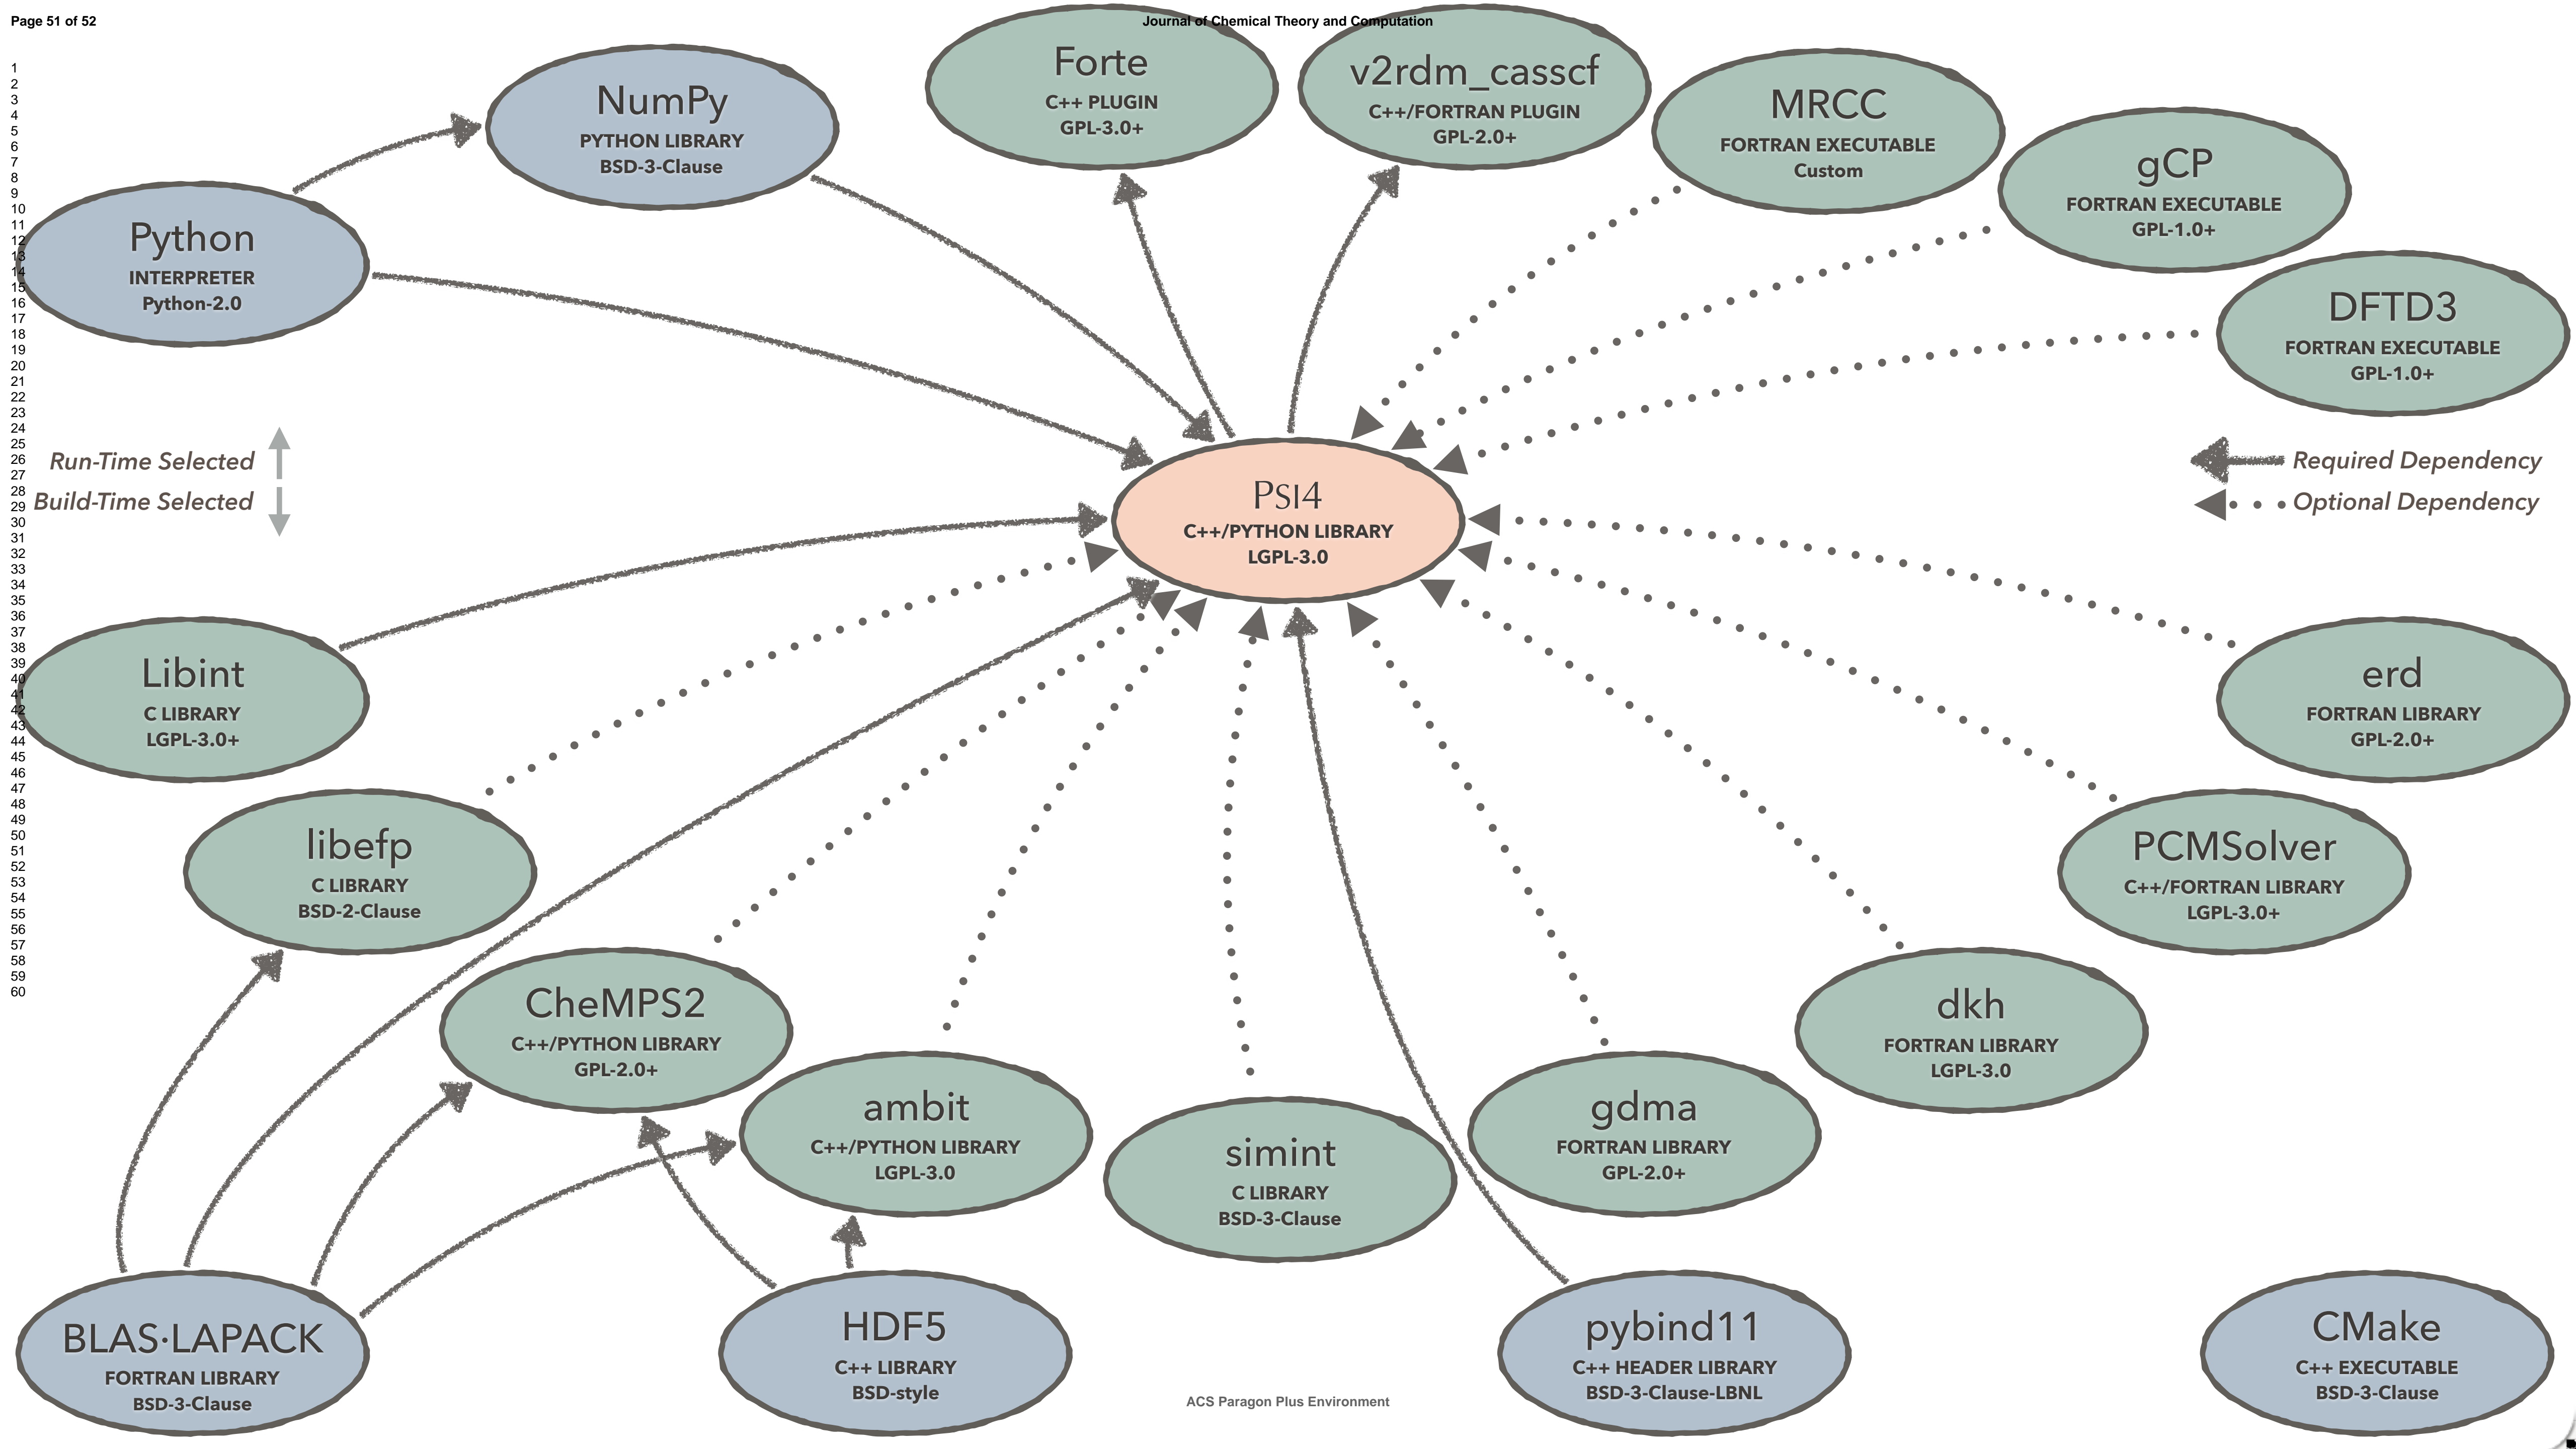 Page 51 of 52
Journal of Chemical Theory and Computation
1
2
3
4
5
6
7
8
9
10
11
12
13
14
15
16
17
18
19
20
21
22
23
24
25
26
27
28
29
30
31
32
33
34
35
36
37
38
39
40
41
42
43
44
45
46
47
48
49
50
51
52
53
54
55
56
57
58
59
60
Forte
C++ PLUGIN
GPL-3.0+
v2rdm_casscf
C++/FORTRAN PLUGIN
GPL-2.0+
NumPy
PYTHON LIBRARY
BSD-3-Clause
MRCC
FORTRAN EXECUTABLE
Custom
gCP
FORTRAN EXECUTABLE
GPL-1.0+
Python
INTERPRETER
Python-2.0
DFTD3
FORTRAN EXECUTABLE
GPL-1.0+
Run-Time Selected
Build-Time Selected
Required Dependency
Optional Dependency
PSI4
C++/PYTHON LIBRARY
LGPL-3.0
Libint
C LIBRARY
LGPL-3.0+
erd
FORTRAN LIBRARY
GPL-2.0+
libefp
C LIBRARY
BSD-2-Clause
PCMSolver
C++/FORTRAN LIBRARY
LGPL-3.0+
CheMPS2
C++/PYTHON LIBRARY
GPL-2.0+
dkh
FORTRAN LIBRARY
LGPL-3.0
ambit
C++/PYTHON LIBRARY
LGPL-3.0
simint
C LIBRARY
BSD-3-Clause
gdma
FORTRAN LIBRARY
GPL-2.0+
BLAS·LAPACK
FORTRAN LIBRARY
BSD-3-Clause
HDF5
C++ LIBRARY
BSD-style
pybind11
C++ HEADER LIBRARY
BSD-3-Clause-LBNL
CMake
C++ EXECUTABLE
BSD-3-Clause
ACS Paragon Plus Environment